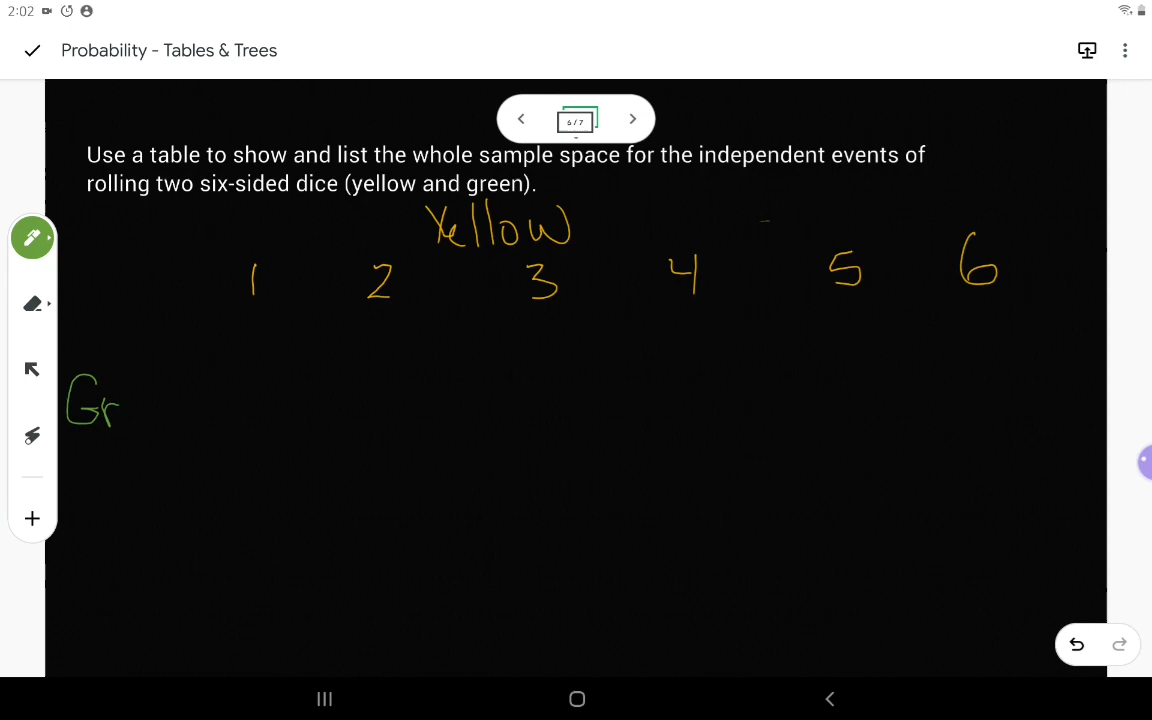 2:02
Probability - Tables & Trees
6 / 7
Use a table to show and list the whole sample space for the independent events of
rolling two six-sided dice (yellow and green).
Yellow
1 2 3 4 5 6
Gr